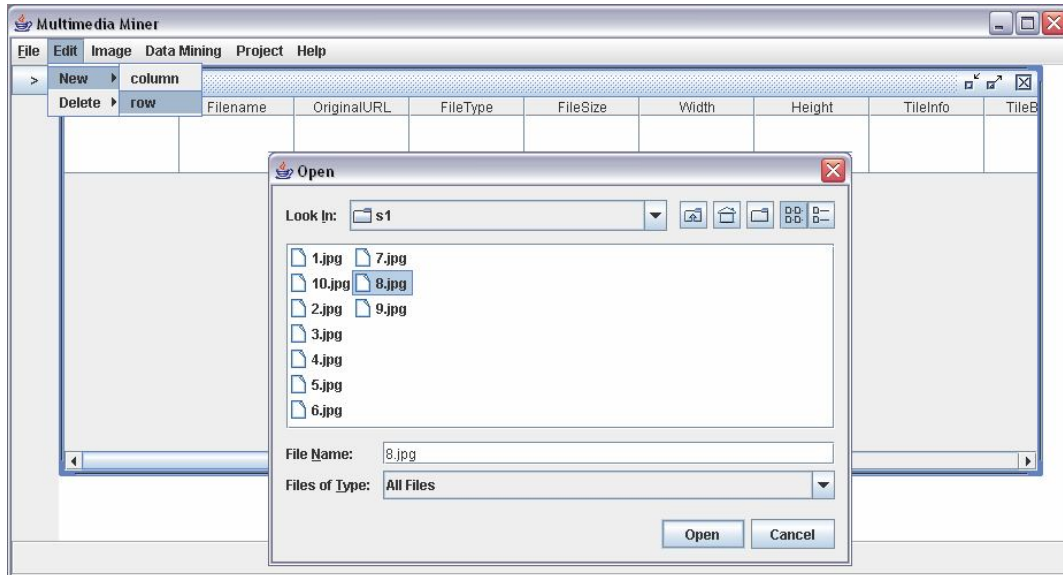 Multimedia Miner
File Edit Image Data Mining Project Help
> New column
Delete row
Filename OriginalURL FileType FileSize Width Height TileInfo TileB
Open
Look In: s1
1.jpg 7.jpg
10.jpg 8.jpg
2.jpg 9.jpg
3.jpg
4.jpg
5.jpg
6.jpg
File Name: 8.jpg
Files of Type: All Files
Open Cancel